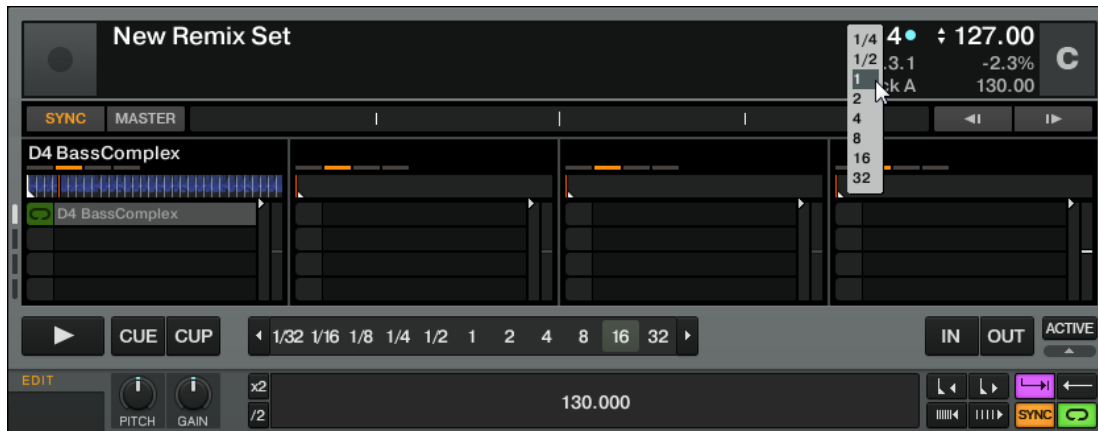 New Remix Set
1/4
1/2
1
2
4
8
16
32
4
127.00
.3.1
-2.3%
ck A
130.00
C
SYNC MASTER
D4 BassComplex
D4 BassComplex
CUE CUP 1/32 1/16 1/8 1/4 1/2 1 2 4 8 16 32 IN OUT ACTIVE
EDIT
x2
/2
130.000
PITCH GAIN
SYNC